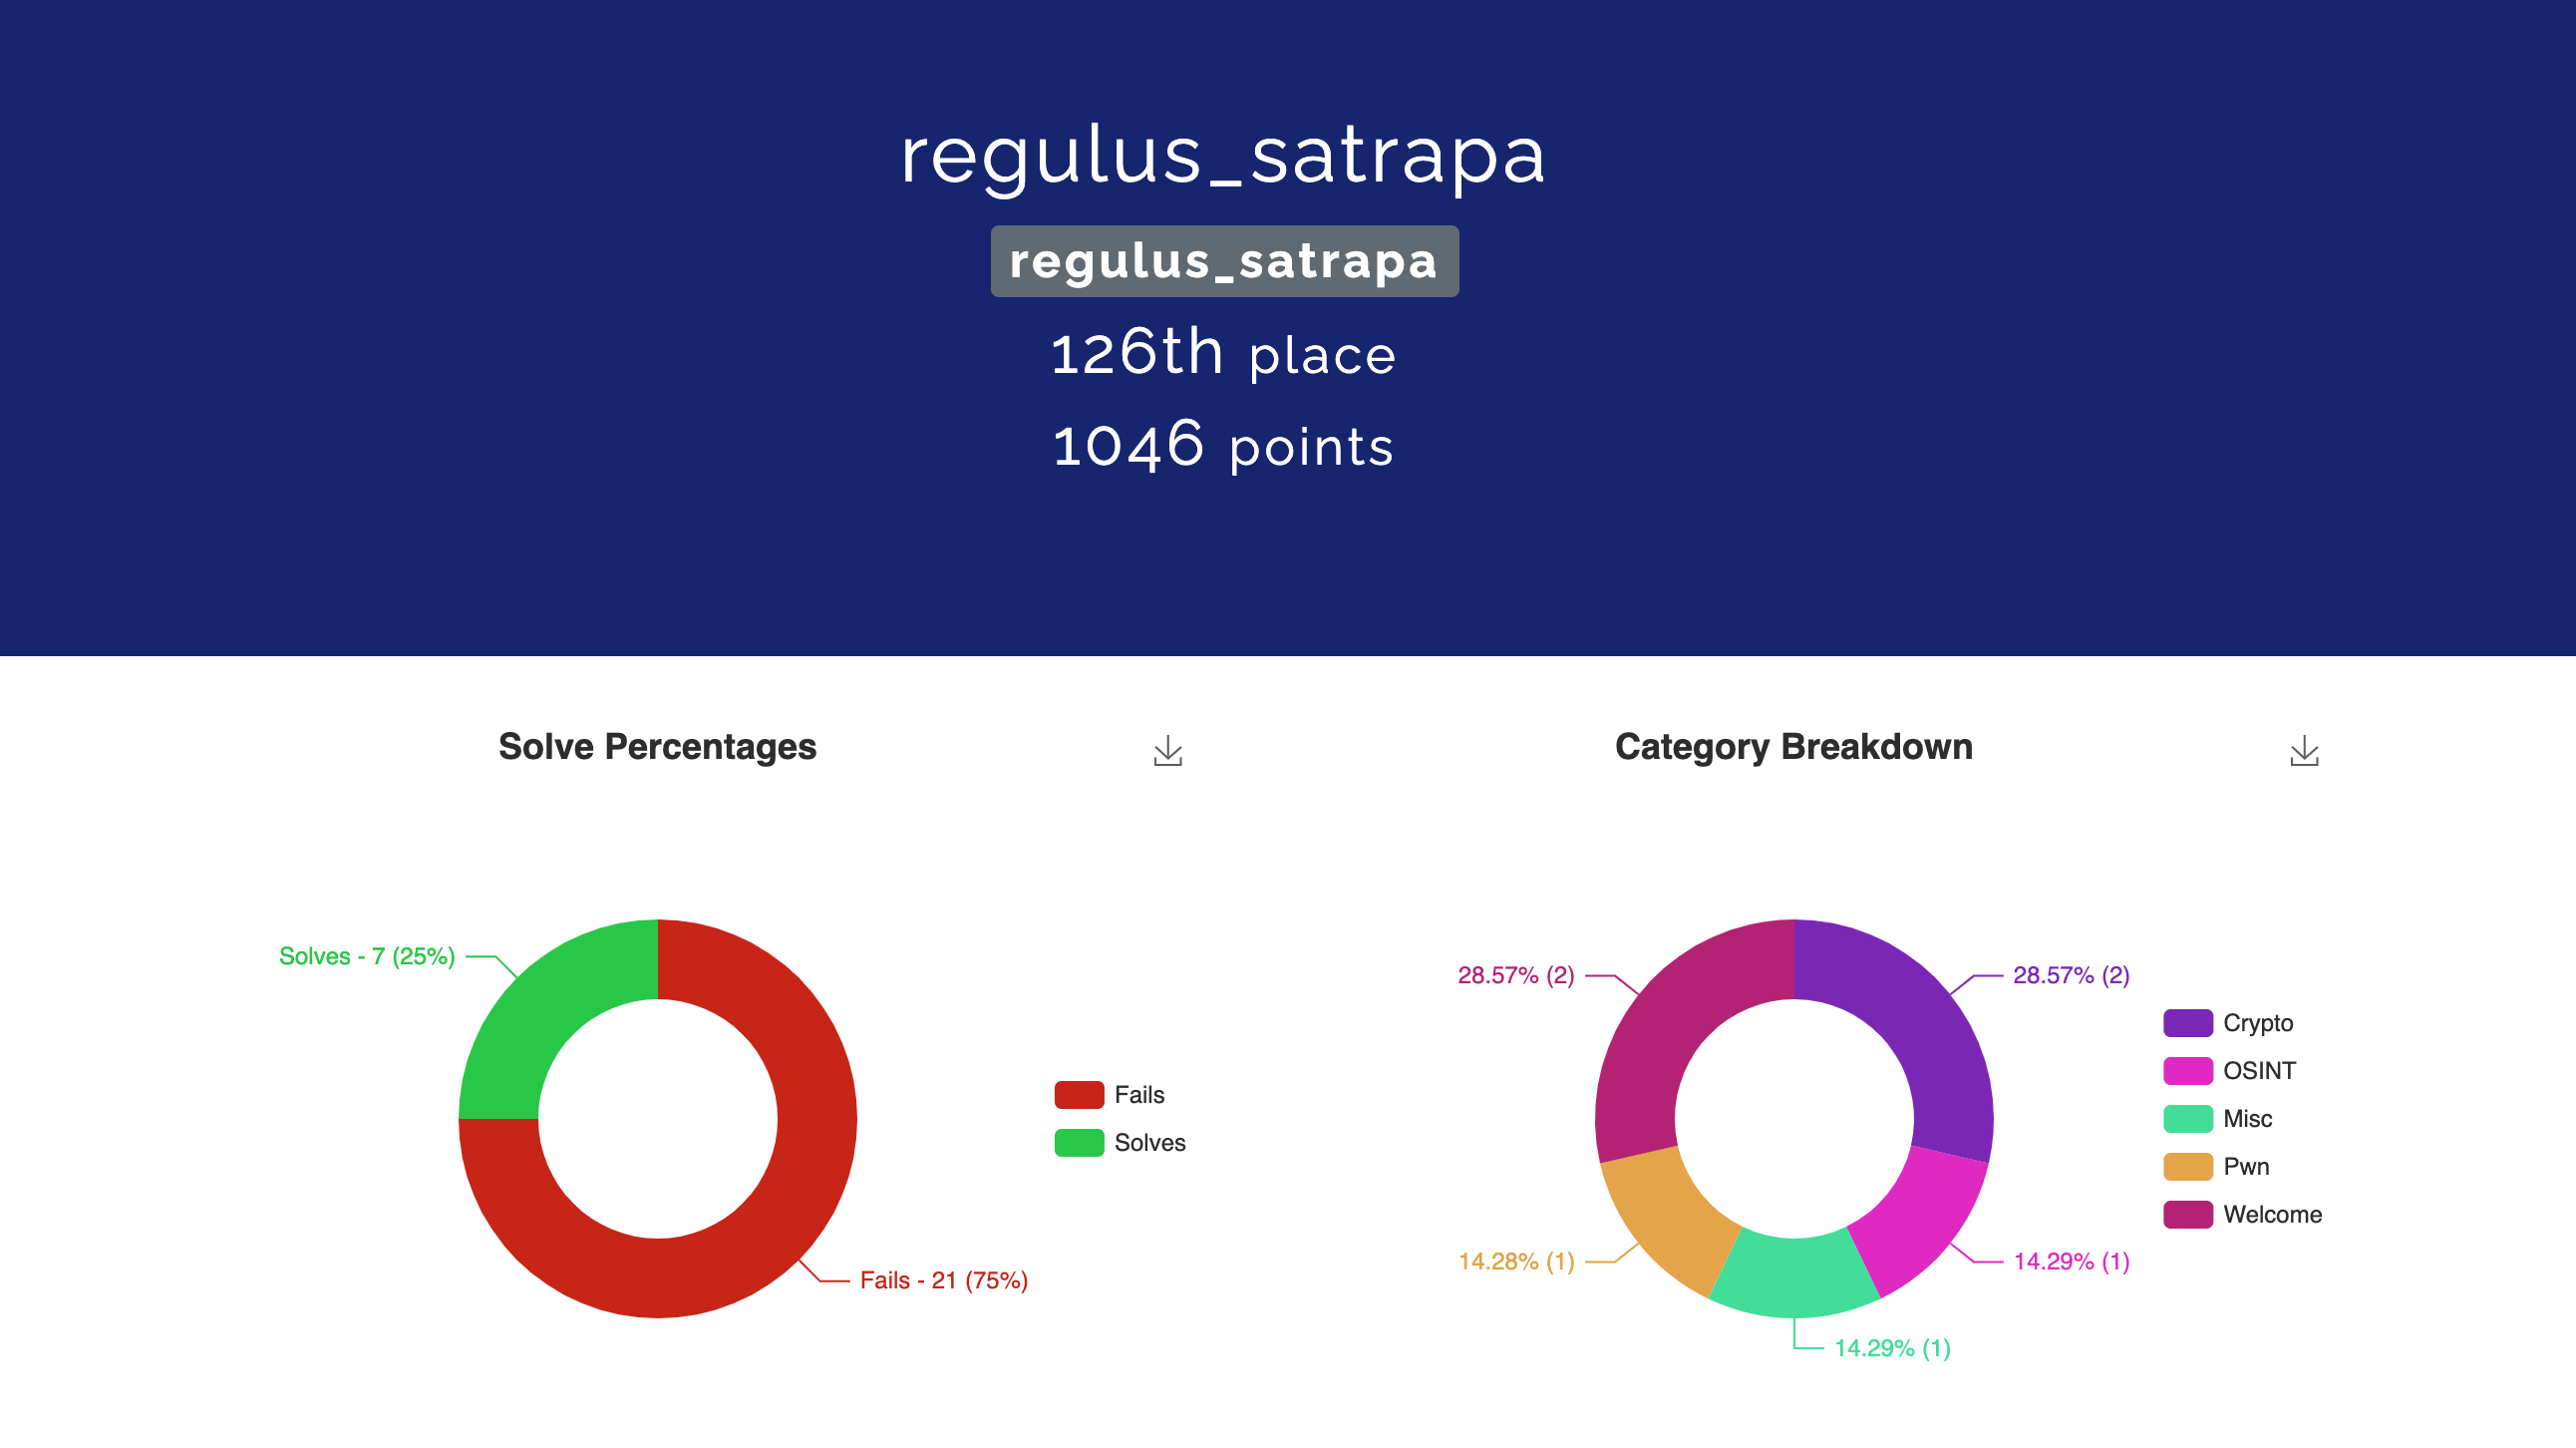 regulus_satrapa
regulus_satrapa
126th place
1046 points
Solve Percentages
Solves - 7 (25%)
Fails - 21 (75%)
Fails
Solves
Category Breakdown
28.57% (2)
28.57% (2)
14.28% (1)
14.29% (1)
14.29% (1)
Crypto
OSINT
Misc
Pwn
Welcome